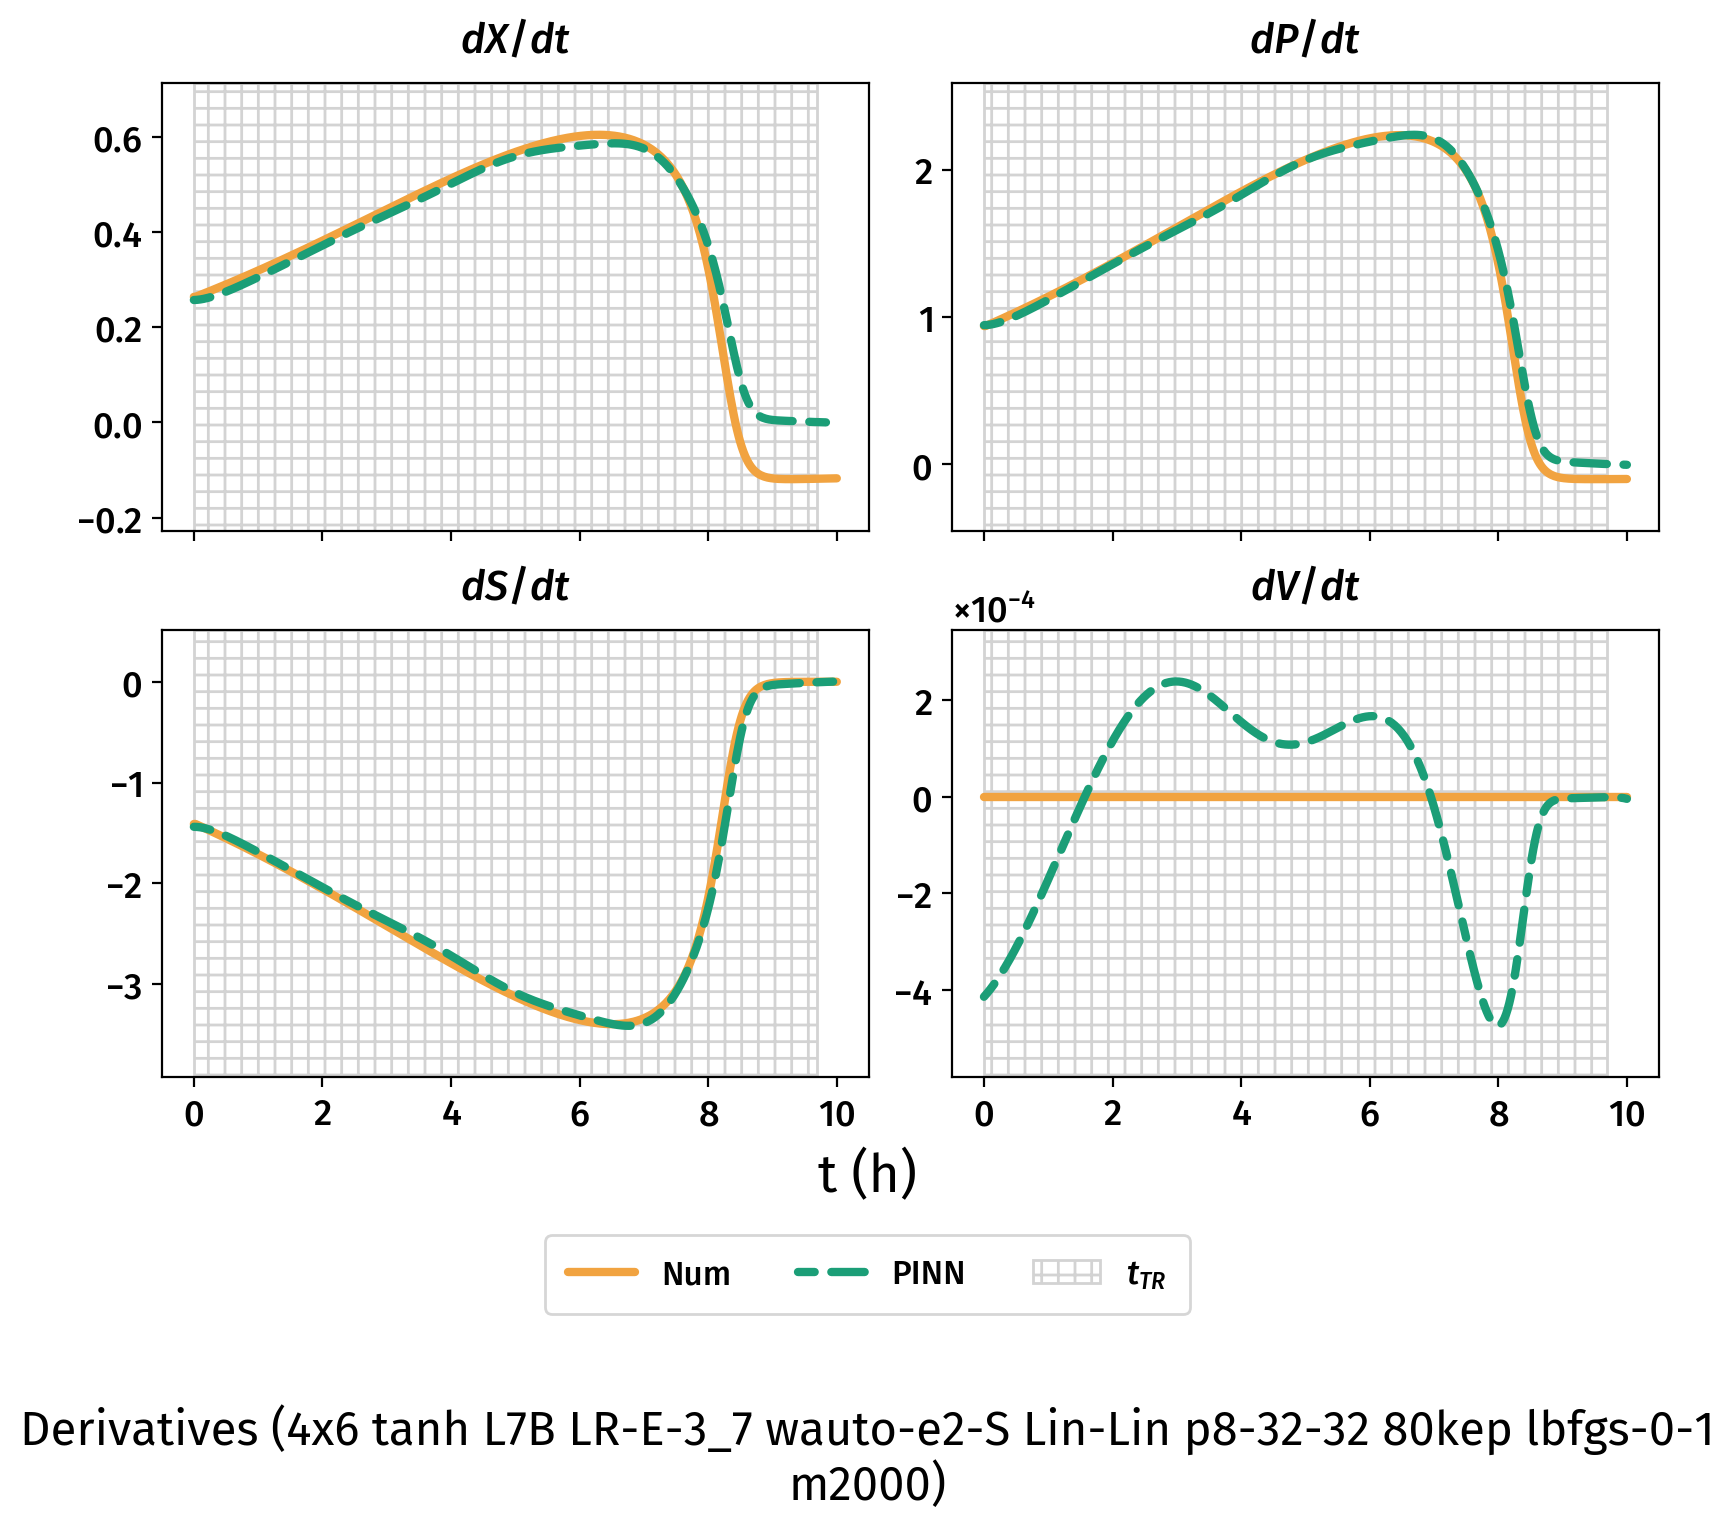 dX/dt
dP/dt
0.6
0.4
0.2
0.0
−0.2
2
1
0
dS/dt
dV/dt
×10⁻⁴
0
−1
−2
−3
2
0
−2
−4
0 2 4 6 8 10
0 2 4 6 8 10
t (h)
Num PINN t_TR
Derivatives (4x6 tanh L7B LR-E-3_7 wauto-e2-S Lin-Lin p8-32-32 80kep lbfgs-0-1
m2000)